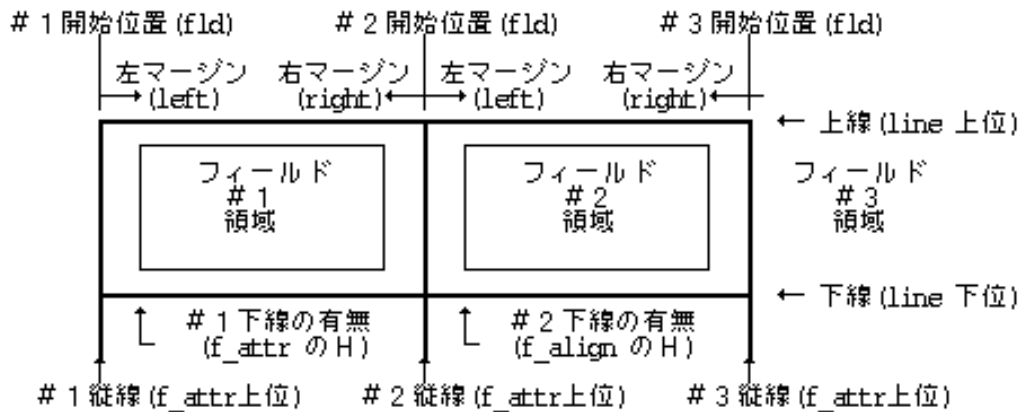 #1開始位置(fld) #2開始位置(fld) #3開始位置(fld)
左マージン 右マージン 左マージン 右マージン
(left) (right) (left) (right)
← 上線(line 上位)
フィールド フィールド フィールド
#1 #2 #3
領域 領域 領域
← 下線(line 下位)
#1下線の有無 #2下線の有無
(f_attr のH) (f_align のH)
#1縦線(f_attr上位) #2縦線(f_attr上位) #3縦線(f_attr上位)